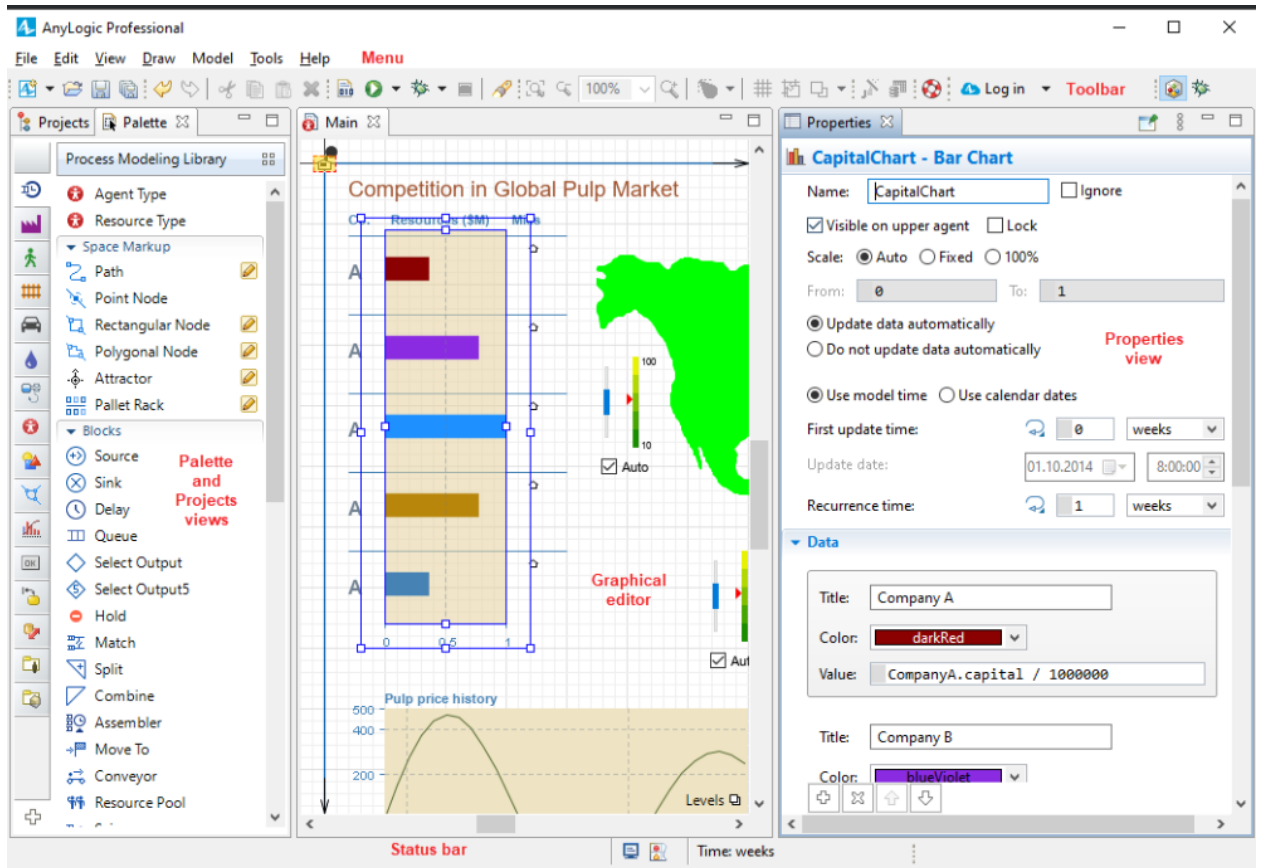 AnyLogic Professional
File Edit View Draw Model Tools Help Menu
100% Log in Toolbar
Projects Palette
Process Modeling Library
Agent Type
Resource Type
Space Markup
Path
Point Node
Rectangular Node
Polygonal Node
Attractor
Pallet Rack
Blocks
Source
Sink
Delay
Queue
Select Output
Select Output5
Hold
Match
Split
Combine
Assembler
Move To
Conveyor
Resource Pool
Palette
and
Projects
views
OK
Main
Competition in Global Pulp Market
Resources ($M)
A
A
A
A
A
0 0.5 1
100
10
Auto
Graphical
editor
Aut
Pulp price history
500
400
200
Levels
Properties
CapitalChart - Bar Chart
Name: CapitalChart Ignore
Visible on upper agent Lock
Scale: Auto Fixed 100%
From: 0 To: 1
Update data automatically
Do not update data automatically
Properties
view
Use model time Use calendar dates
First update time: 0 weeks
Update date: 01.10.2014 8:00:00
Recurrence time: 1 weeks
Data
Title: Company A
Color: darkRed
Value: CompanyA.capital / 1000000
Title: Company B
Color: blueViolet
Status bar
Time: weeks